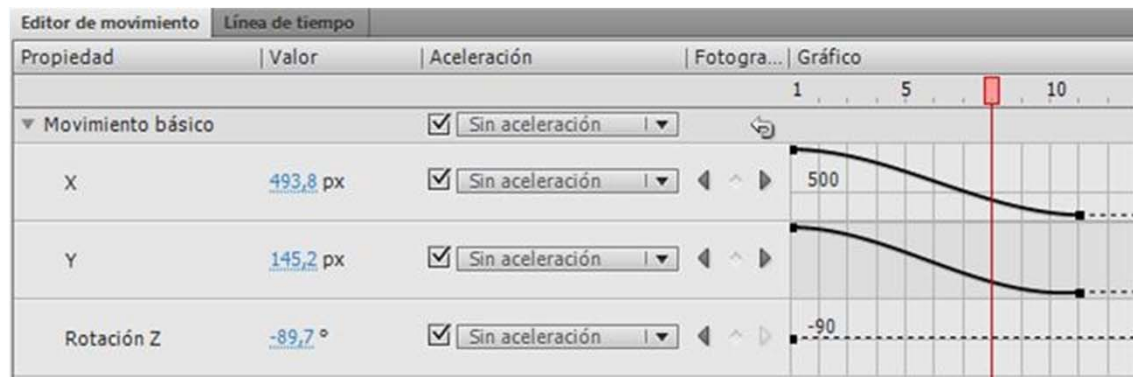 Editor de movimiento Línea de tiempo
Propiedad Valor Aceleración Fotogra... Gráfico
1 5 10
Movimiento básico Sin aceleración
X 493,8 px Sin aceleración 500
Y 145,2 px Sin aceleración
Rotación Z -89,7 ° Sin aceleración -90